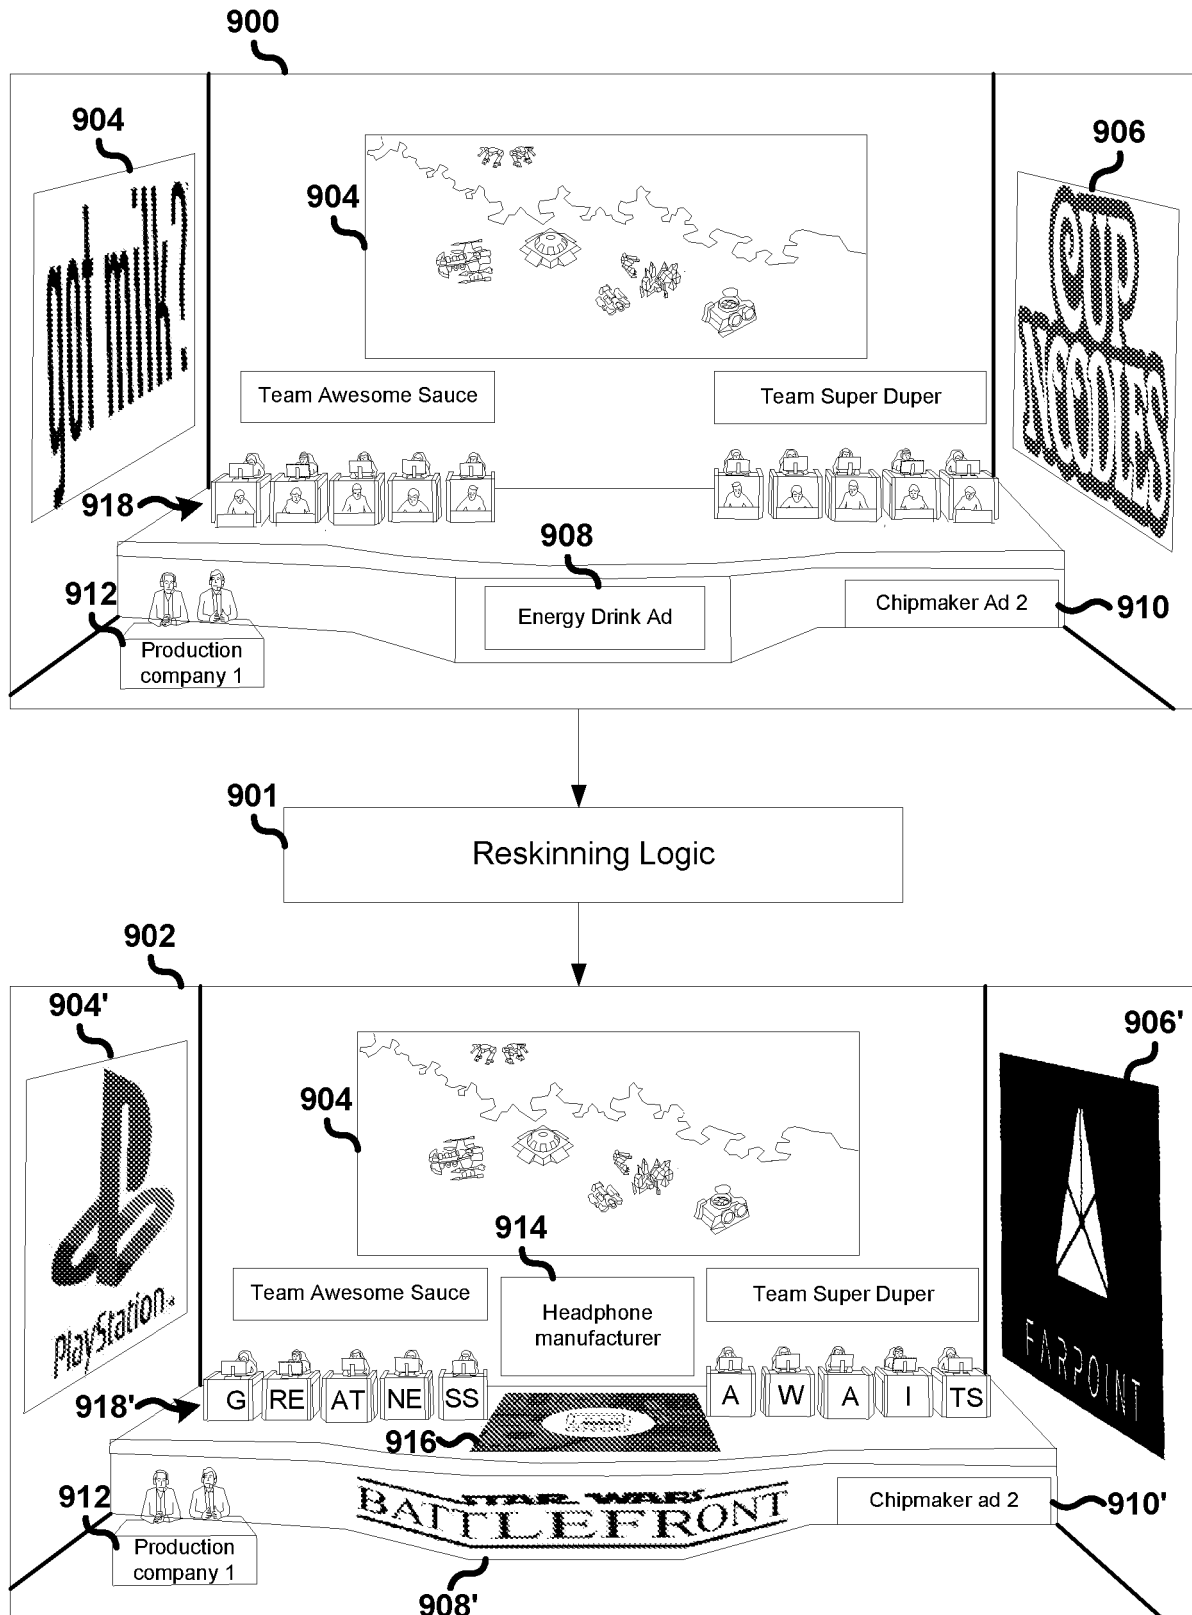 900
904
906
got milk?
904
CUP
NOODLES
Team Awesome Sauce
Team Super Duper
918
908
912
Energy Drink Ad
Chipmaker Ad 2
910
Production
company 1
901
Reskinning Logic
902
904'
906'
904
PlayStation
914
FARPOINT
Team Awesome Sauce
Headphone
manufacturer
Team Super Duper
918'
G RE AT NE SS
A W A I TS
916
912
STAR WARS
BATTLEFRONT
Chipmaker ad 2
910'
Production
company 1
908'